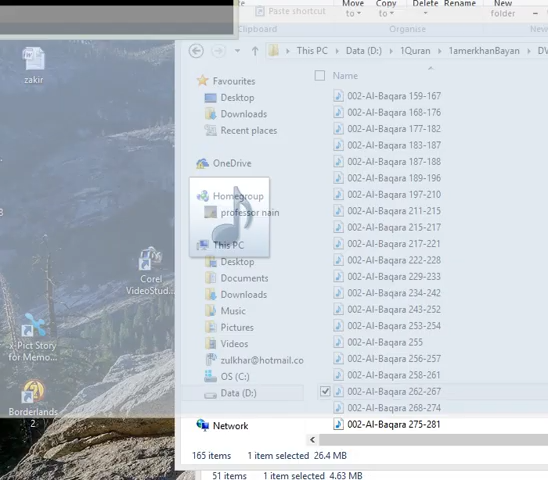 Paste shortcut
Move to
Copy to
Delete
Rename
New folder
Clipboard
Organise
New
This PC
Data (D:)
1Quran
1amerkhanBayan
DV
zakir
Favourites
Desktop
Downloads
Recent places
OneDrive
Homegroup
professor nain
This PC
Desktop
Documents
Downloads
Music
Pictures
Videos
zulkhar@hotmail.co
OS (C:)
Data (D:)
Network
Name
002-Al-Baqara 159-167
002-Al-Baqara 168-176
002-Al-Baqara 177-182
002-Al-Baqara 183-187
002-Al-Baqara 187-188
002-Al-Baqara 189-196
002-Al-Baqara 197-210
002-Al-Baqara 211-215
002-Al-Baqara 215-217
002-Al-Baqara 217-221
002-Al-Baqara 222-228
002-Al-Baqara 229-233
002-Al-Baqara 234-242
002-Al-Baqara 243-252
002-Al-Baqara 253-254
002-Al-Baqara 255
002-Al-Baqara 256-257
002-Al-Baqara 258-261
002-Al-Baqara 262-267
002-Al-Baqara 268-274
002-Al-Baqara 275-281
Corel
VideoStud...
x-Pict Story
for Memo...
Borderlands
2
165 items 1 item selected 26.4 MB
51 items 1 item selected 4.63 MB